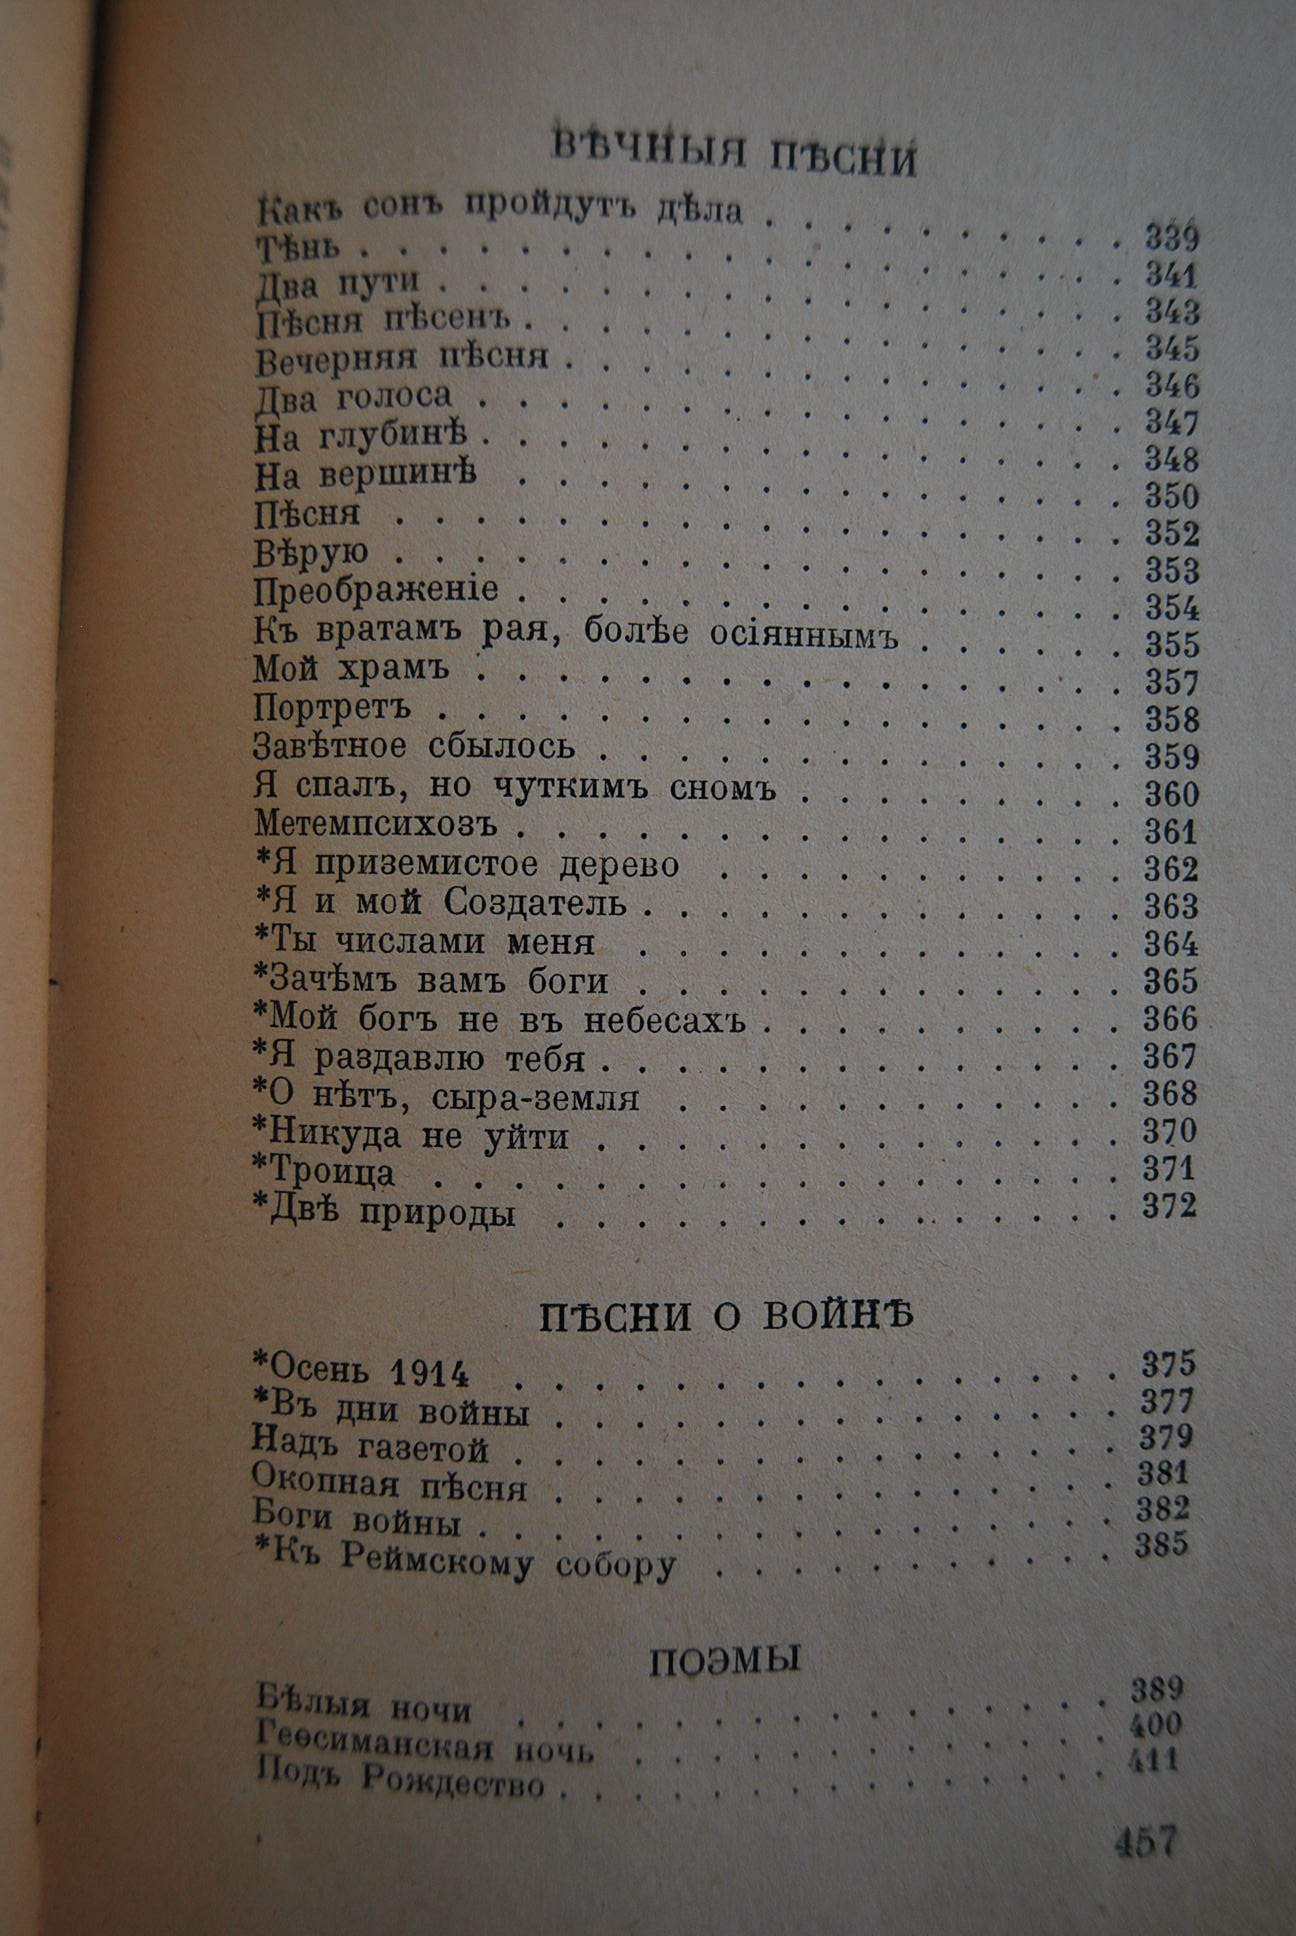 ВѢЧНЫЯ ПѢСНИ
Какъ сонъ пройдутъ дѣла . . . . . . . . . . 339
Тѣнь . . . . . . . . . . . . . . . . . . . 341
Два пути . . . . . . . . . . . . . . . . . 343
Пѣсня пѣсенъ . . . . . . . . . . . . . . . 345
Вечерняя пѣсня . . . . . . . . . . . . . . 346
Два голоса . . . . . . . . . . . . . . . . 347
На глубинѣ . . . . . . . . . . . . . . . . 348
На вершинѣ . . . . . . . . . . . . . . . 350
Пѣсня . . . . . . . . . . . . . . . . . . 352
Вѣрую . . . . . . . . . . . . . . . . . . 353
Преображеніе . . . . . . . . . . . . . . . 354
Къ вратамъ рая, болѣе осіяннымъ . . . . . . 355
Мой храмъ . . . . . . . . . . . . . . . . 357
Портретъ . . . . . . . . . . . . . . . . . 358
Завѣтное сбылось . . . . . . . . . . . . . 359
Я спалъ, но чуткимъ сномъ . . . . . . . . . 360
Метемпсихозъ . . . . . . . . . . . . . . . 361
*Я приземистое дерево . . . . . . . . . . 362
*Я и мой Создатель . . . . . . . . . . . . 363
*Ты числами меня . . . . . . . . . . . . 364
*Зачѣмъ вамъ боги . . . . . . . . . . . . 365
*Мой богъ не въ небесахъ . . . . . . . . . 366
*Я раздавлю тебя . . . . . . . . . . . . . 367
*О нѣтъ, сыра-земля . . . . . . . . . . . 368
*Никуда не уйти . . . . . . . . . . . . . 370
*Троица . . . . . . . . . . . . . . . . . 371
*Двѣ природы . . . . . . . . . . . . . . 372
ПѢСНИ О ВОЙНѢ
*Осень 1914 . . . . . . . . . . . . . . . 375
*Въ дни войны . . . . . . . . . . . . . . 377
Надъ газетой . . . . . . . . . . . . . . . 379
Окопная пѣсня . . . . . . . . . . . . . . 381
Боги войны . . . . . . . . . . . . . . . . 382
*Къ Реймскому собору . . . . . . . . . . 385
ПОЭМЫ
Бѣлыя ночи . . . . . . . . . . . . . . . 389
Геѳсиманская ночь . . . . . . . . . . . . 400
Подъ Рождество . . . . . . . . . . . . . . 411
457